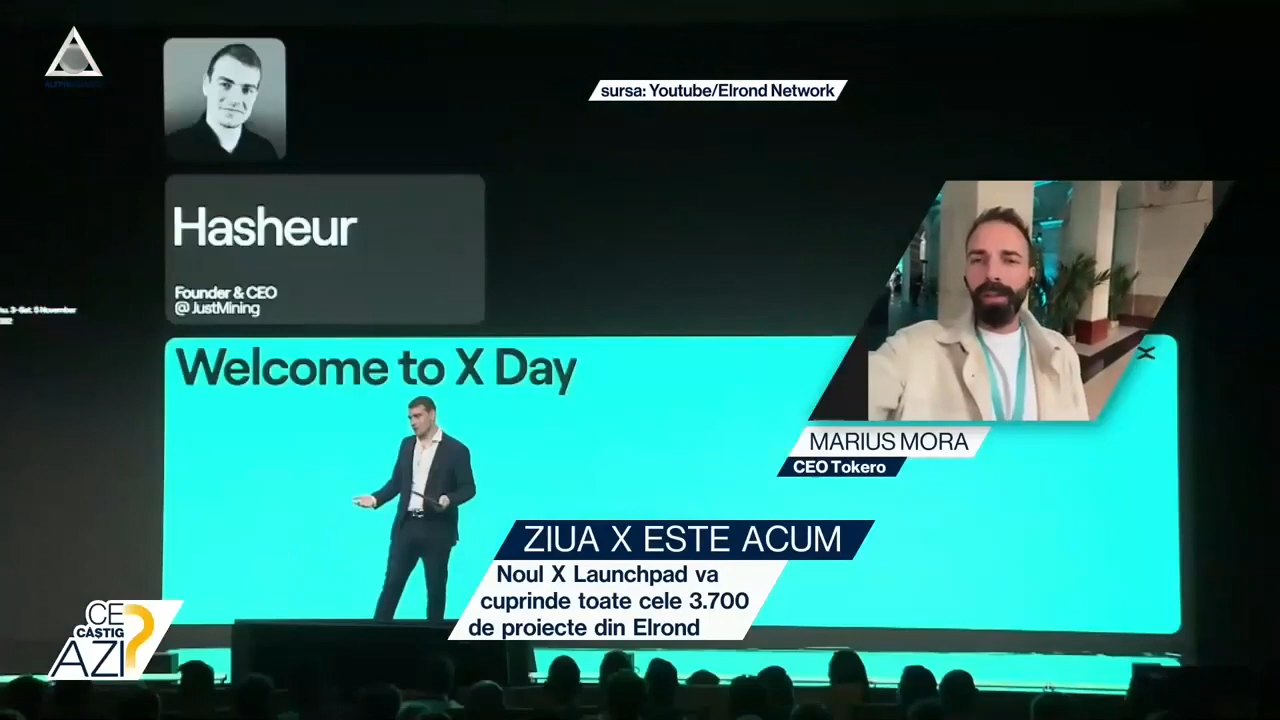 sursa: Youtube/Elrond Network
Hasheur
Founder & CEO
@JustMining
Welcome to X Day
MARIUS MORA
CEO Tokero
ZIUA X ESTE ACUM
Noul X Launchpad va
cuprinde toate cele 3.700
de proiecte din Elrond
CE
CÂȘTIG
AZI?